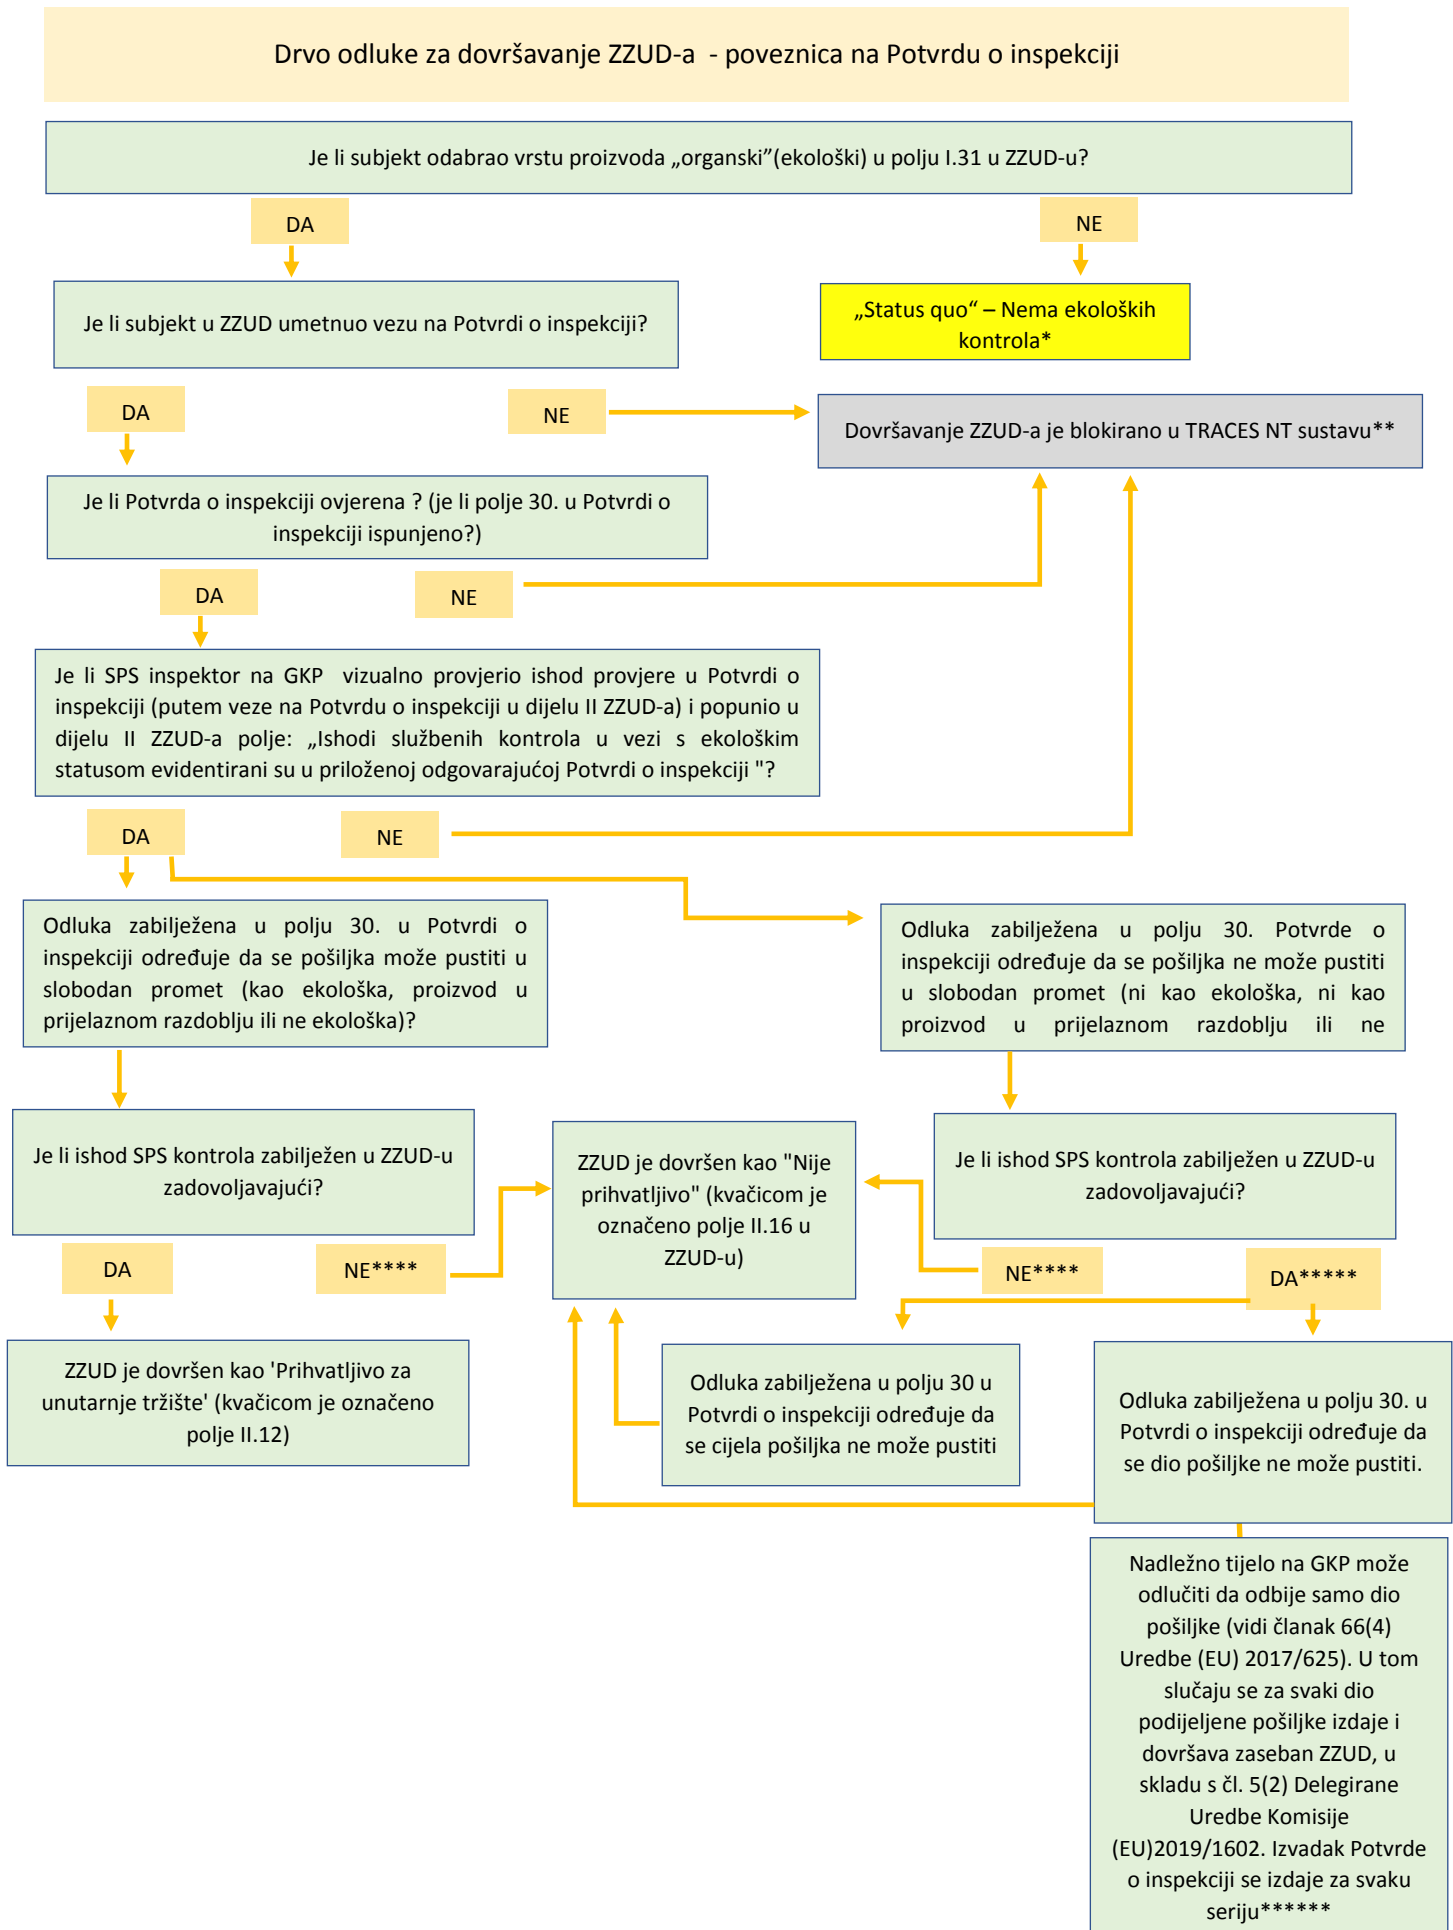 Drvo odluke za dovršavanje ZZUD-a - poveznica na Potvrdu o inspekciji
Je li subjekt odabrao vrstu proizvoda „organski”(ekološki) u polju I.31 u ZZUD-u?
DA
NE
Je li subjekt u ZZUD umetnuo vezu na Potvrdi o inspekciji?
„Status quo“ – Nema ekoloških
kontrola*
DA
NE
Dovršavanje ZZUD-a je blokirano u TRACES NT sustavu**
Je li Potvrda o inspekciji ovjerena ? (je li polje 30. u Potvrdi o
inspekciji ispunjeno?)
DA
NE
Je li SPS inspektor na GKP vizualno provjerio ishod provjere u Potvrdi o
inspekciji (putem veze na Potvrdu o inspekciji u dijelu II ZZUD-a) i popunio u
dijelu II ZZUD-a polje: „Ishodi službenih kontrola u vezi s ekološkim
statusom evidentirani su u priloženoj odgovarajućoj Potvrdi o inspekciji "?
DA
NE
Odluka zabilježena u polju 30. u Potvrdi o
inspekciji određuje da se pošiljka može pustiti u
slobodan promet (kao ekološka, proizvod u
prijelaznom razdoblju ili ne ekološka)?
Odluka zabilježena u polju 30. Potvrde o
inspekciji određuje da se pošiljka ne može pustiti
u slobodan promet (ni kao ekološka, ni kao
proizvod u prijelaznom razdoblju ili ne
Je li ishod SPS kontrola zabilježen u ZZUD-u
zadovoljavajući?
ZZUD je dovršen kao "Nije
prihvatljivo" (kvačicom je
označeno polje II.16 u
ZZUD-u)
Je li ishod SPS kontrola zabilježen u ZZUD-u
zadovoljavajući?
DA
NE****
NE****
DA*****
ZZUD je dovršen kao 'Prihvatljivo za
unutarnje tržište' (kvačicom je označeno
polje II.12)
Odluka zabilježena u polju 30 u
Potvrdi o inspekciji određuje da
se cijela pošiljka ne može pustiti
Odluka zabilježena u polju 30. u
Potvrdi o inspekciji određuje da
se dio pošiljke ne može pustiti.
Nadležno tijelo na GKP može
odlučiti da odbije samo dio
pošiljke (vidi članak 66(4)
Uredbe (EU) 2017/625). U tom
slučaju se za svaki dio
podijeljene pošiljke izdaje i
dovršava zaseban ZZUD, u
skladu s čl. 5(2) Delegirane
Uredbe Komisije
(EU)2019/1602. Izvadak Potvrde
o inspekciji se izdaje za svaku
seriju******